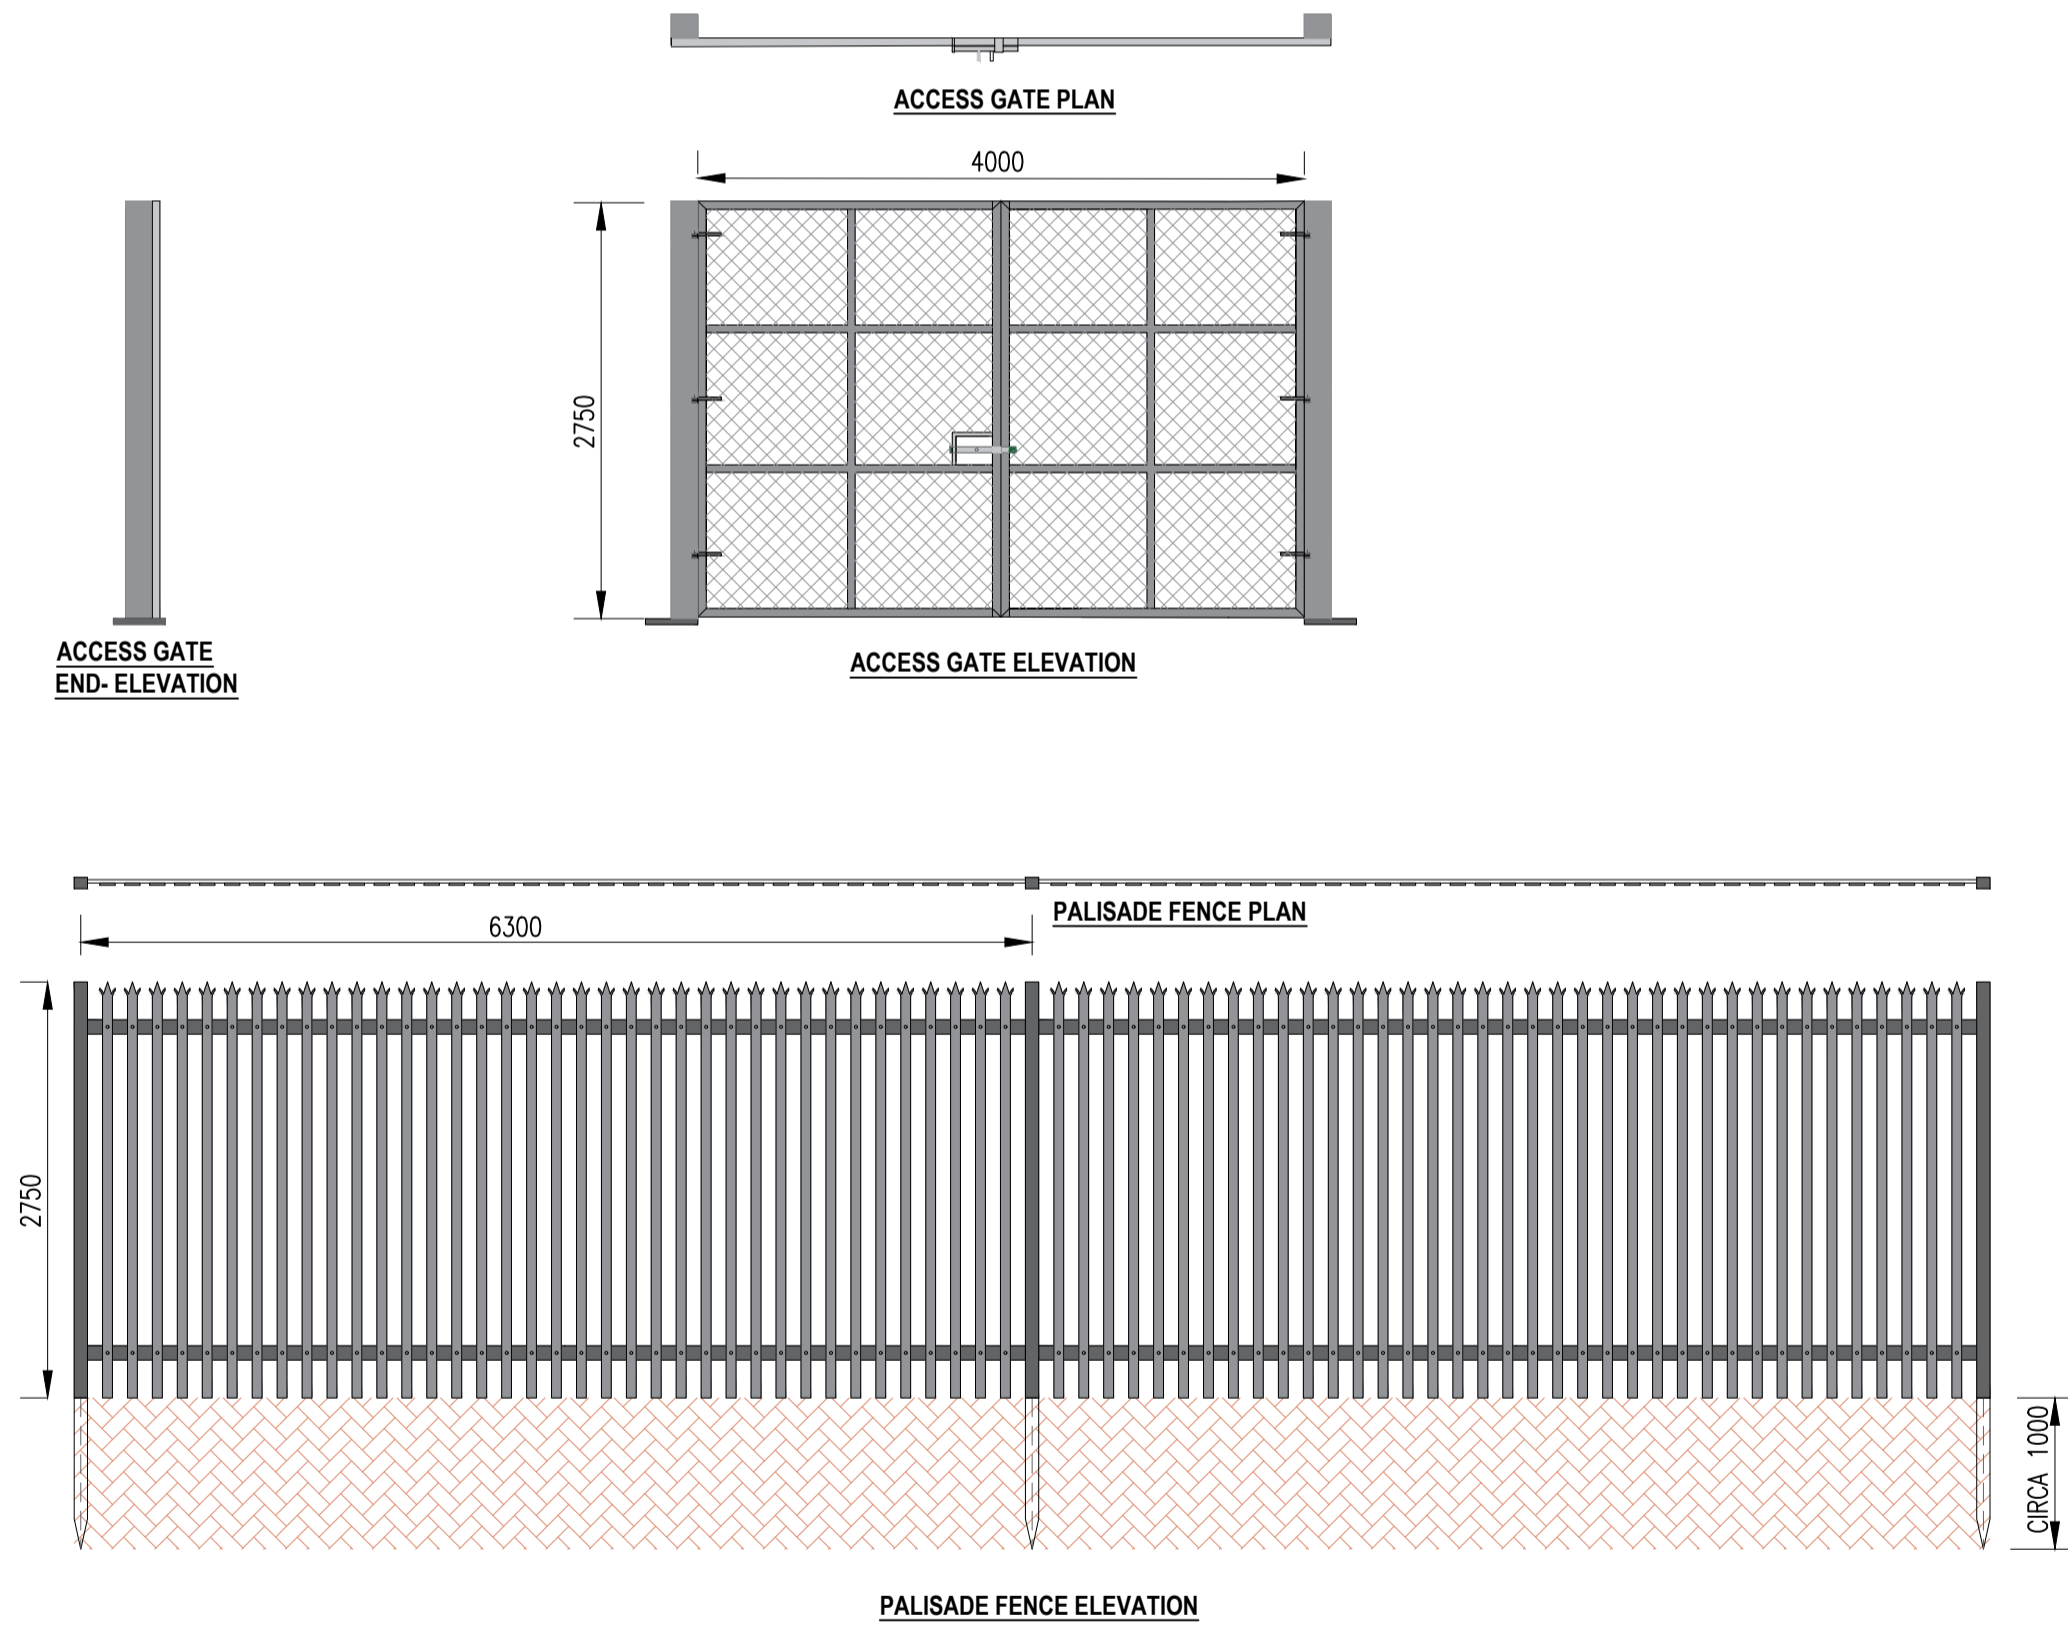 ACCESS GATE PLAN
4000
2750
ACCESS GATE
END- ELEVATION
ACCESS GATE ELEVATION
PALISADE FENCE PLAN
6300
2750
CIRCA 1000
PALISADE FENCE ELEVATION